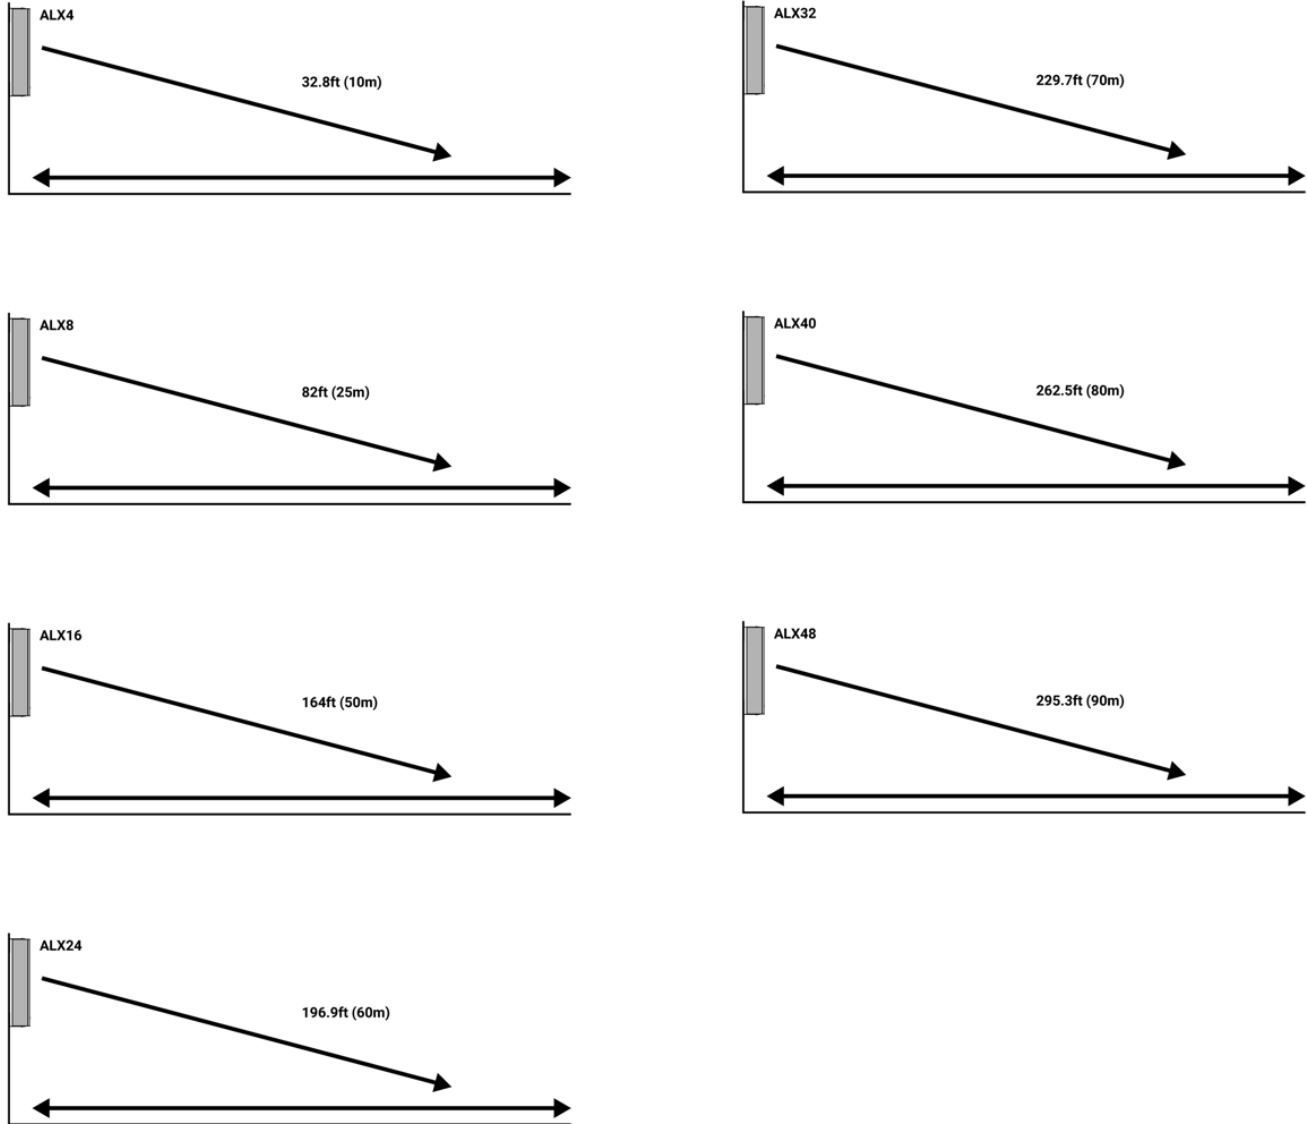 ALX4
32.8ft (10m)
ALX8
82ft (25m)
ALX16
164ft (50m)
ALX24
196.9ft (60m)
ALX32
229.7ft (70m)
ALX40
262.5ft (80m)
ALX48
295.3ft (90m)